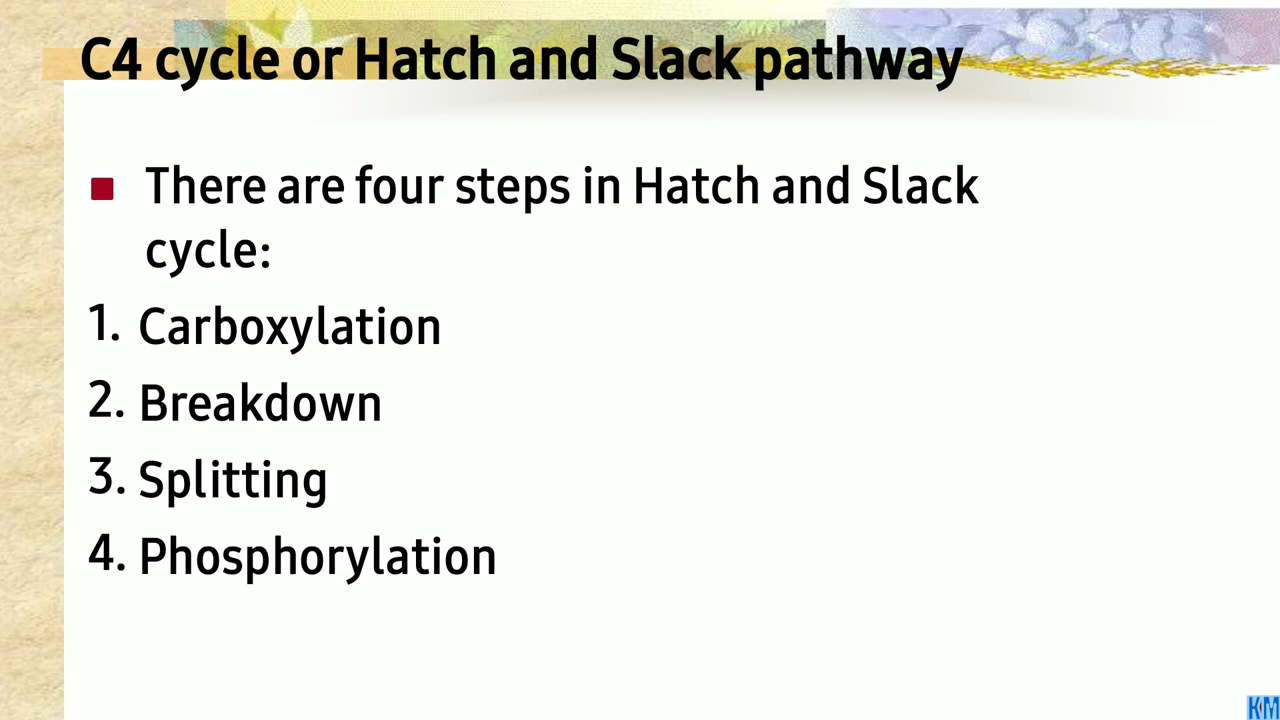 C4 cycle or Hatch and Slack pathway
There are four steps in Hatch and Slack
cycle:
1. Carboxylation
2. Breakdown
3. Splitting
4. Phosphorylation
KM